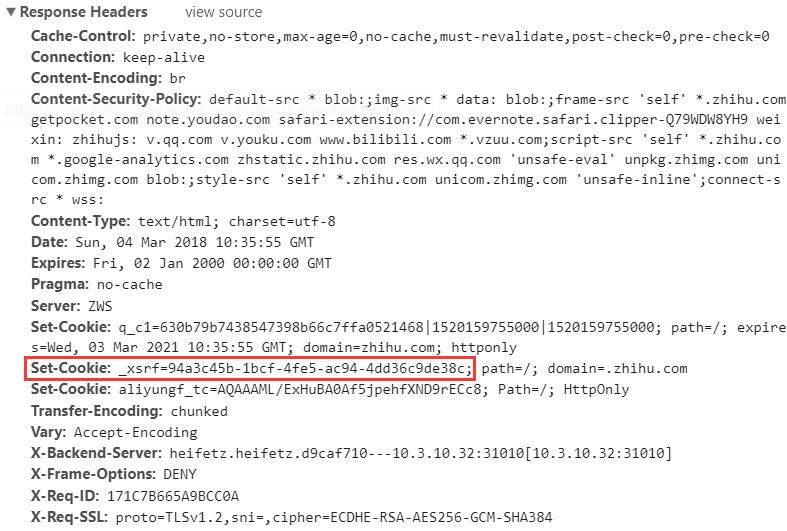 ▼Response Headers view source
Cache-Control: private,no-store,max-age=0,no-cache,must-revalidate,post-check=0,pre-check=0
Connection: keep-alive
Content-Encoding: br
Content-Security-Policy: default-src * blob:;img-src * data: blob:;frame-src 'self' *.zhihu.com
getpocket.com note.youdao.com safari-extension://com.evernote.safari.clipper-Q79WDW8YH9 wei
xin: zhihujs: v.qq.com v.youku.com www.bilibili.com *.vzuu.com;script-src 'self' *.zhihu.co
m *.google-analytics.com zhstatic.zhihu.com res.wx.qq.com 'unsafe-eval' unpkg.zhimg.com uni
com.zhimg.com blob:;style-src 'self' *.zhihu.com unicom.zhimg.com 'unsafe-inline';connect-s
rc * wss:
Content-Type: text/html; charset=utf-8
Date: Sun, 04 Mar 2018 10:35:55 GMT
Expires: Fri, 02 Jan 2000 00:00:00 GMT
Pragma: no-cache
Server: ZWS
Set-Cookie: q_c1=630b79b7438547398b66c7ffa0521468|1520159755000|1520159755000; path=/; expire
s=Wed, 03 Mar 2021 10:35:55 GMT; domain=zhihu.com; httponly
Set-Cookie: _xsrf=94a3c45b-1bcf-4fe5-ac94-4dd36c9de38c; path=/; domain=.zhihu.com
Set-Cookie: aliyungf_tc=AQAAAML/ExHuBA0Af5jpehfXND9rECc8; Path=/; HttpOnly
Transfer-Encoding: chunked
Vary: Accept-Encoding
X-Backend-Server: heifetz.heifetz.d9caf710---10.3.10.32:31010[10.3.10.32:31010]
X-Frame-Options: DENY
X-Req-ID: 171C7B665A9BCC0A
X-Req-SSL: proto=TLSv1.2,sni=,cipher=ECDHE-RSA-AES256-GCM-SHA384